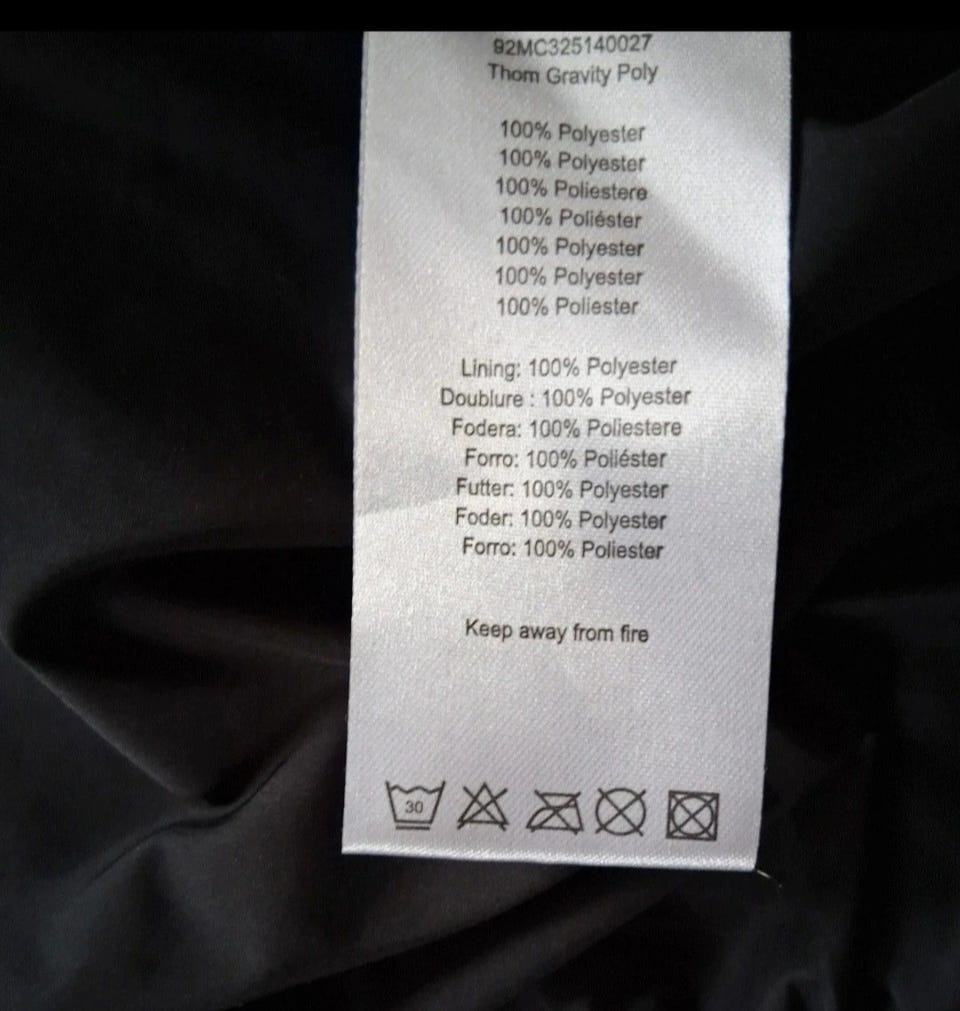 92MC325140027
Thom Gravity Poly
100% Polyester
100% Polyester
100% Poliestere
100% Poliéster
100% Polyester
100% Polyester
100% Poliester
Lining: 100% Polyester
Doublure : 100% Polyester
Fodera: 100% Poliestere
Forro: 100% Poliéster
Futter: 100% Polyester
Foder: 100% Polyester
Forro: 100% Poliester
Keep away from fire
30